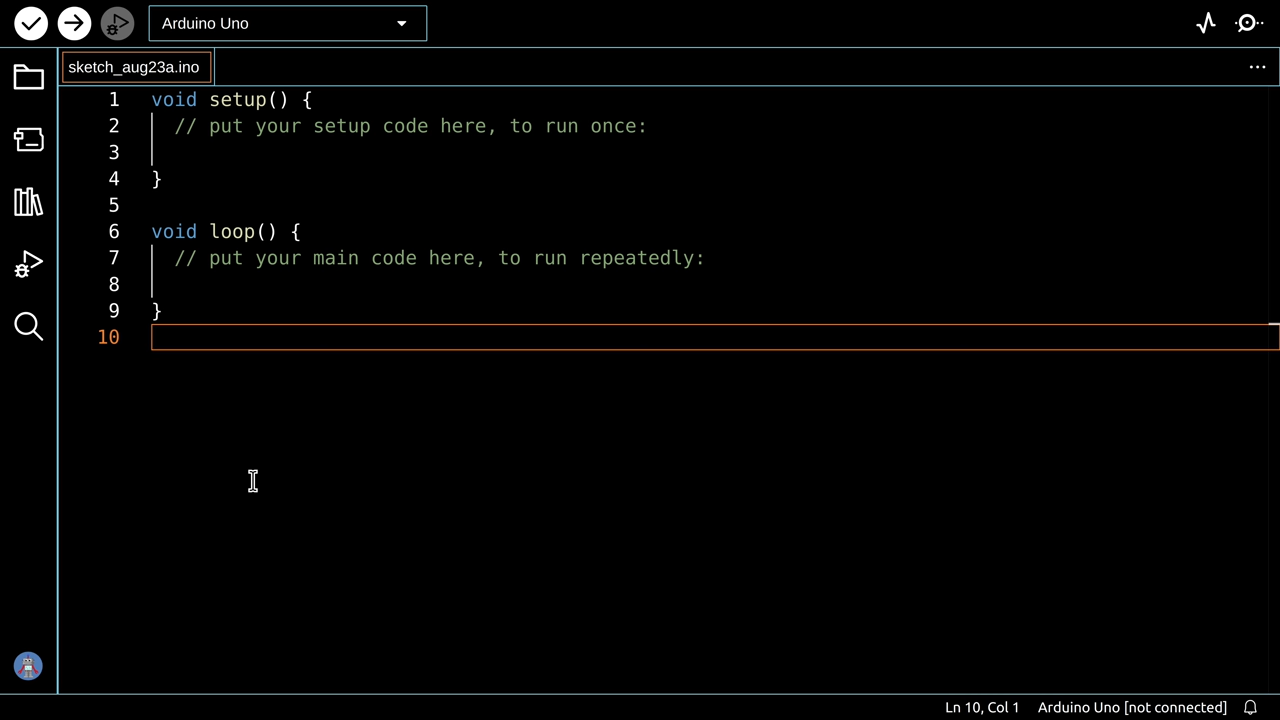 Arduino Uno
sketch_aug23a.ino
1 void setup() {
2 // put your setup code here, to run once:
3
4 }
5
6 void loop() {
7 // put your main code here, to run repeatedly:
8
9 }
10
Ln 10, Col 1 Arduino Uno [not connected]